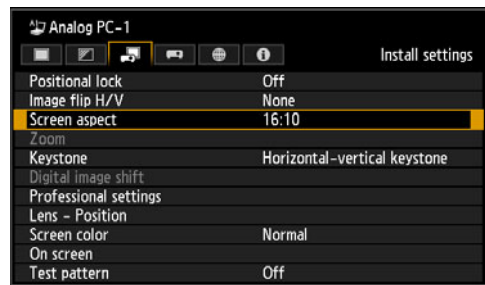 Analog PC-1
Install settings
Positional lock Off
Image flip H/V None
Screen aspect 16:10
Zoom
Keystone Horizontal-vertical keystone
Digital image shift
Professional settings
Lens - Position
Screen color Normal
On screen
Test pattern Off